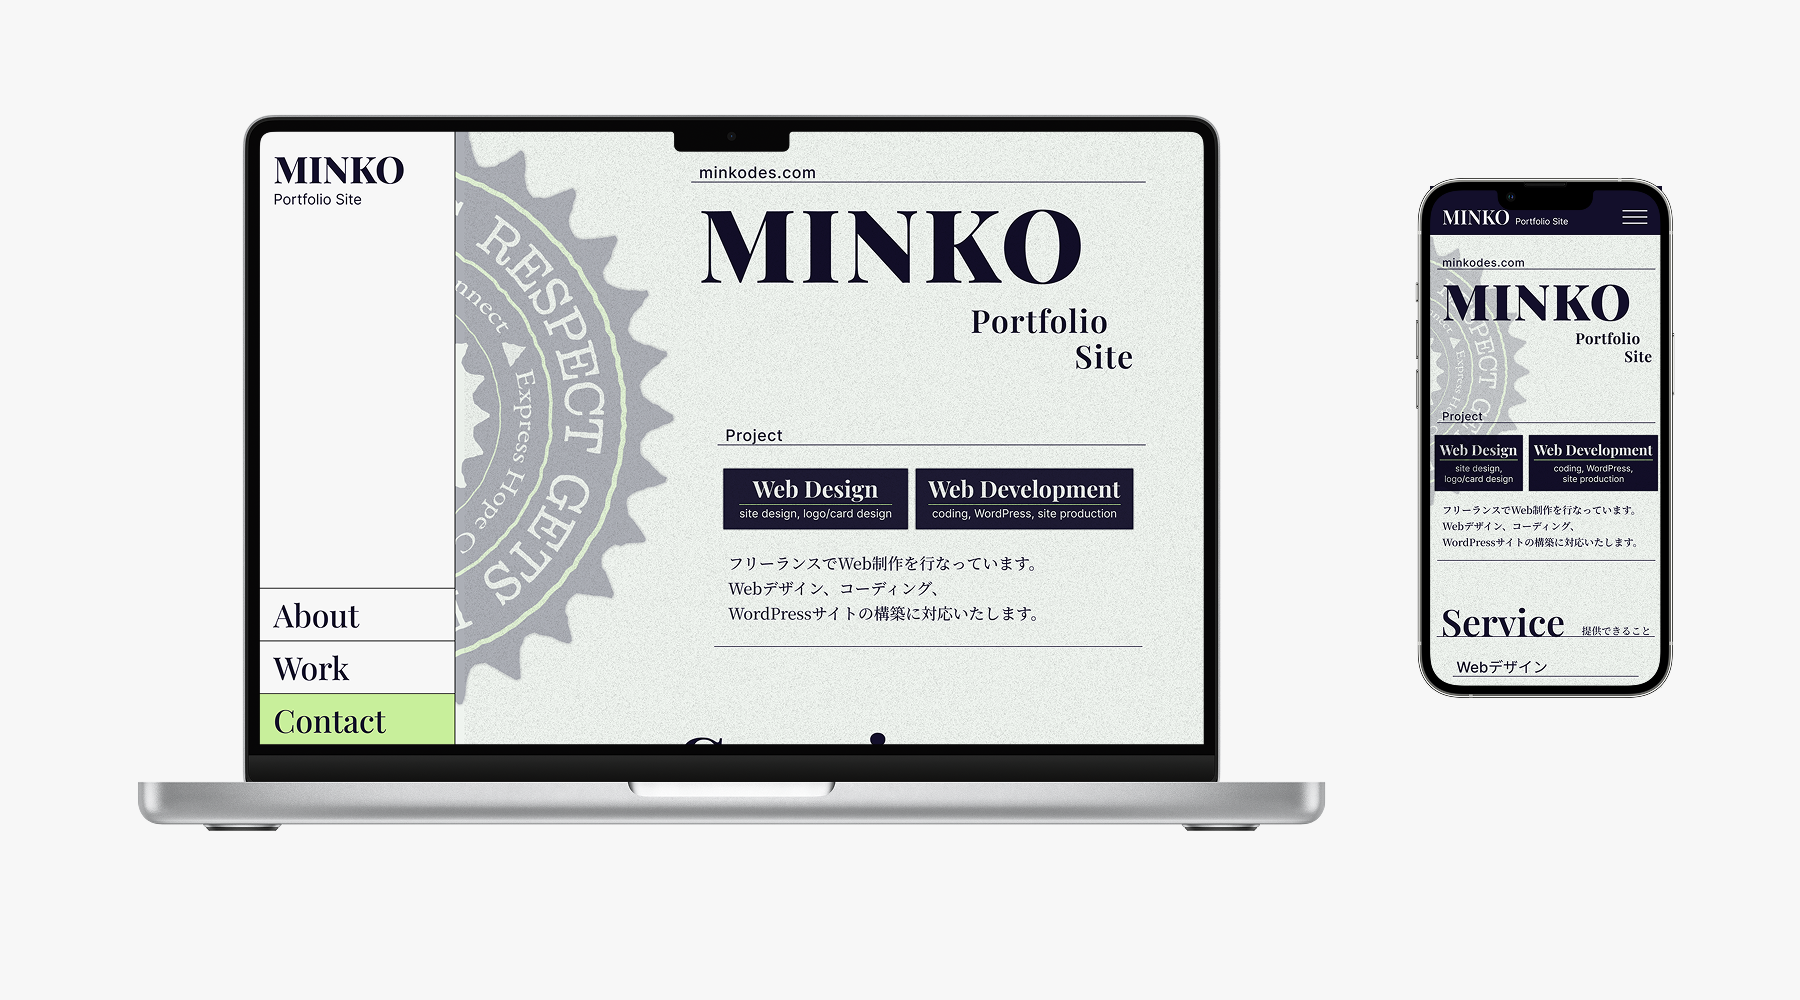 MINKO
Portfolio Site
About
Work
Contact
RESPECT GETS
nnect ▲ Express Hope C
minkodes.com
MINKO
Portfolio
Site
Project
Web Design
site design, logo/card design
Web Development
coding, WordPress, site production
フリーランスでWeb制作を行なっています。
Webデザイン、コーディング、
WordPressサイトの構築に対応いたします。
MINKO Portfolio Site
minkodes.com
MINKO
Portfolio
Site
RESPECT G
Express H
Project
Web Design
site design,
logo/card design
Web Development
coding, WordPress,
site production
フリーランスでWeb制作を行なっています。
Webデザイン、コーディング、
WordPressサイトの構築に対応いたします。
Service 提供できること
Webデザイン